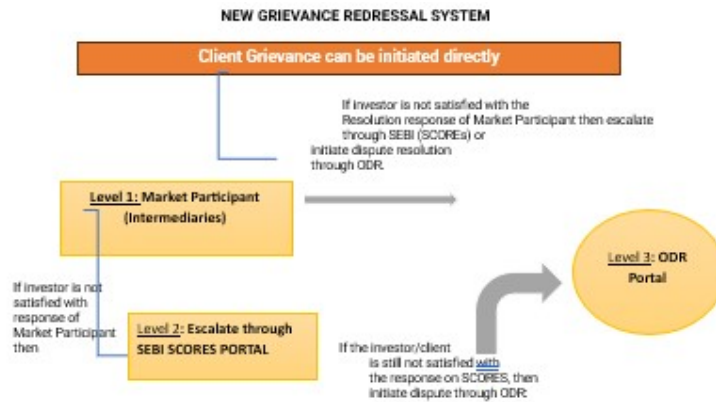 NEW GRIEVANCE REDRESSAL SYSTEM
Client Grievance can be initiated directly
If investor is not satisfied with the
Resolution response of Market Participant then escalate
through SEBI (SCOREs) or
initiate dispute resolution
through ODR.
Level 1: Market Participant
(Intermediaries)
Level 3: ODR
Portal
If investor is not
satisfied with
response of
Market Participant
then
Level 2: Escalate through
SEBI SCORES PORTAL
If the investor/client
is still not satisfied with
the response on SCORES, then
initiate dispute through ODR.